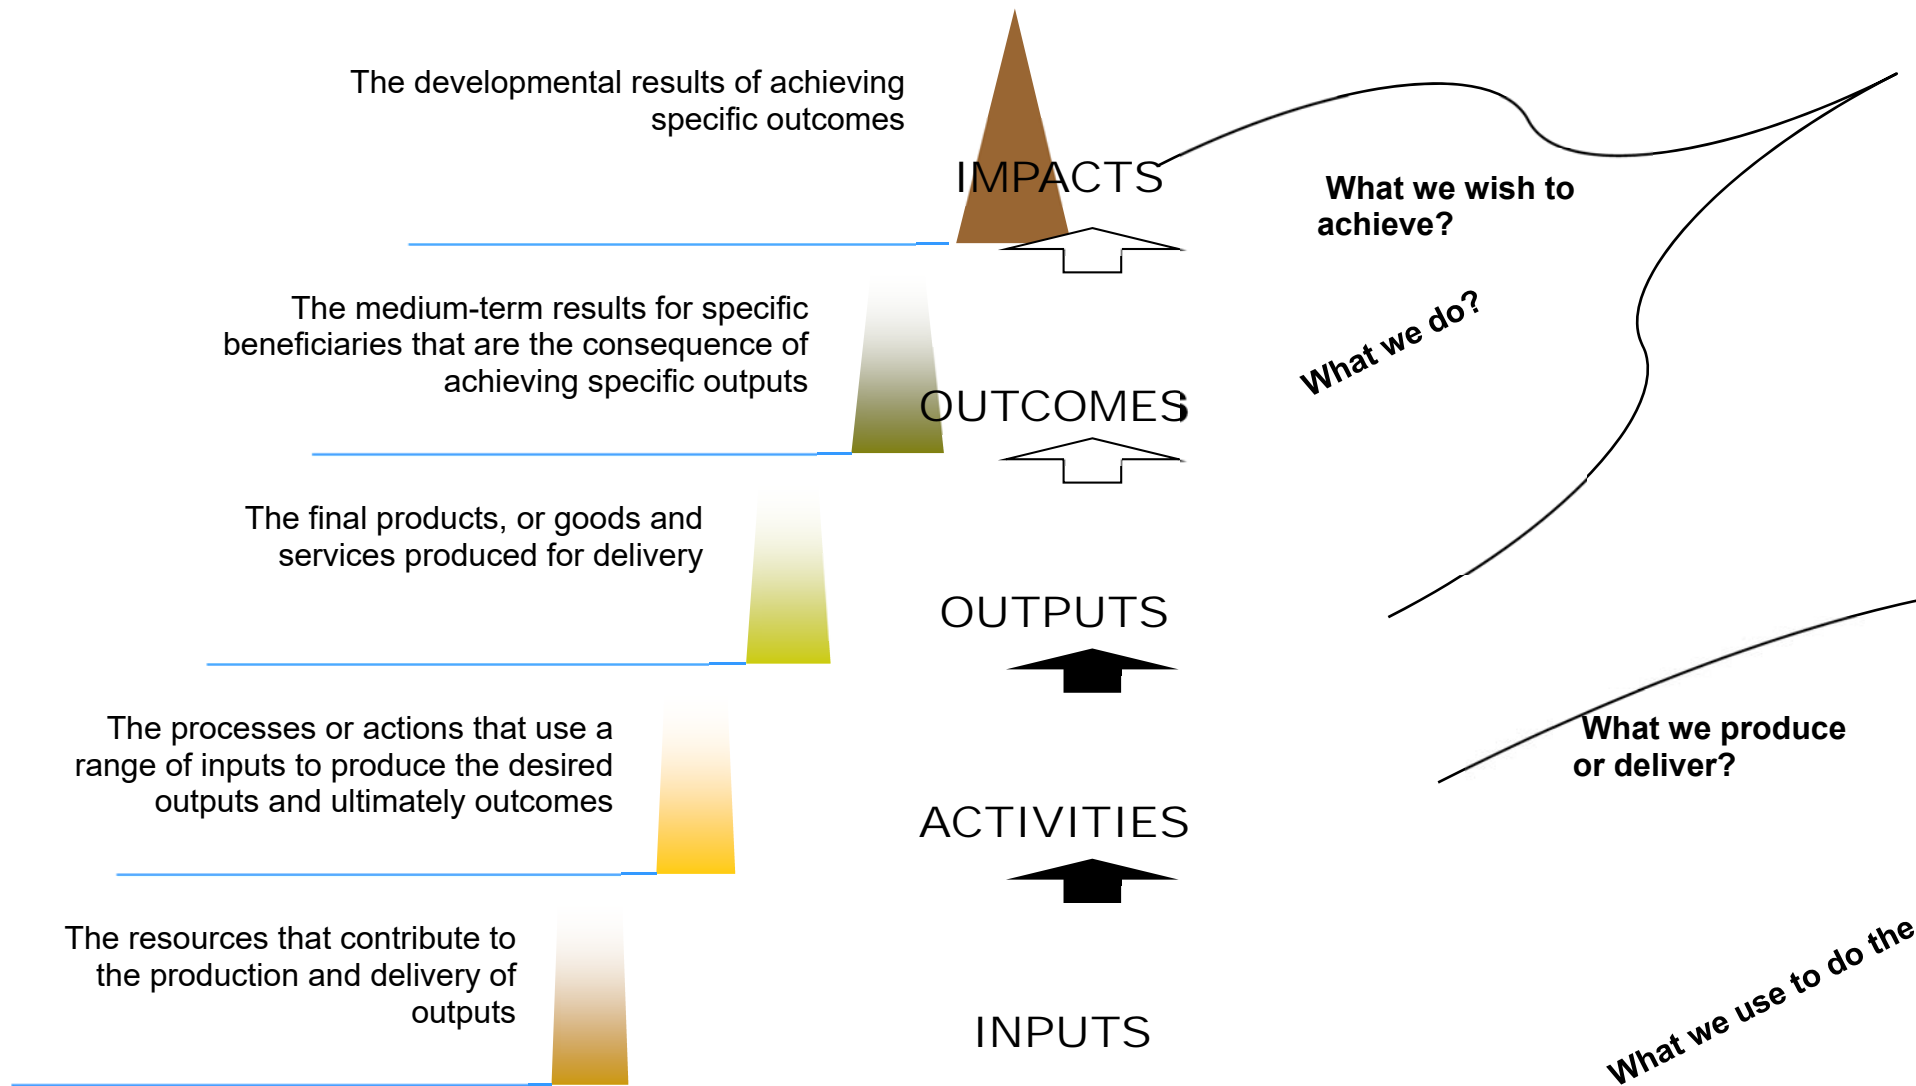 The developmental results of achieving
specific outcomes
IMPACTS
What we wish to
achieve?
The medium-term results for specific
beneficiaries that are the consequence of
achieving specific outputs
What we do?
OUTCOMES
The final products, or goods and
services produced for delivery
OUTPUTS
The processes or actions that use a
range of inputs to produce the desired
outputs and ultimately outcomes
What we produce
or deliver?
ACTIVITIES
The resources that contribute to
the production and delivery of
outputs
INPUTS
What we use to do the